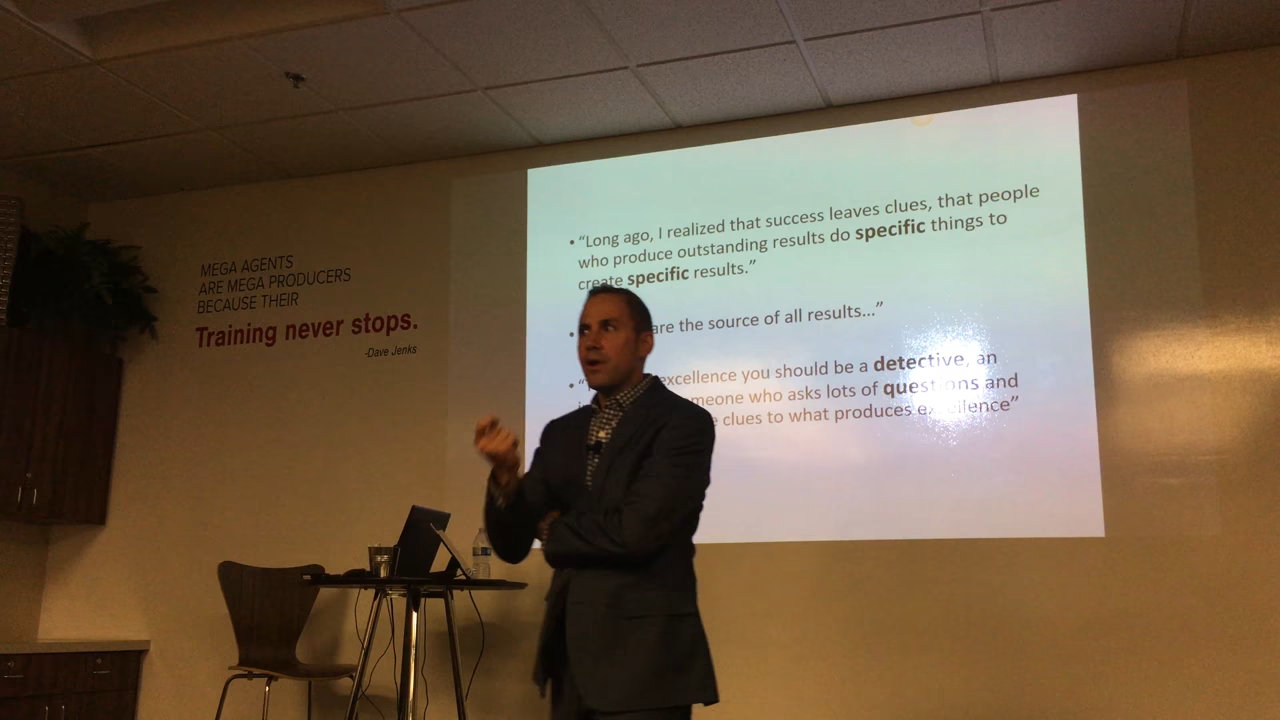 MEGA AGENTS
ARE MEGA PRODUCERS
BECAUSE THEIR
Training never stops.
-Dave Jenks
• “Long ago, I realized that success leaves clues, that people
who produce outstanding results do specific things to
create specific results.”
• are the source of all results...”
• “ excellence you should be a detective, an
who asks lots of questions and
clues to what produces excellence”